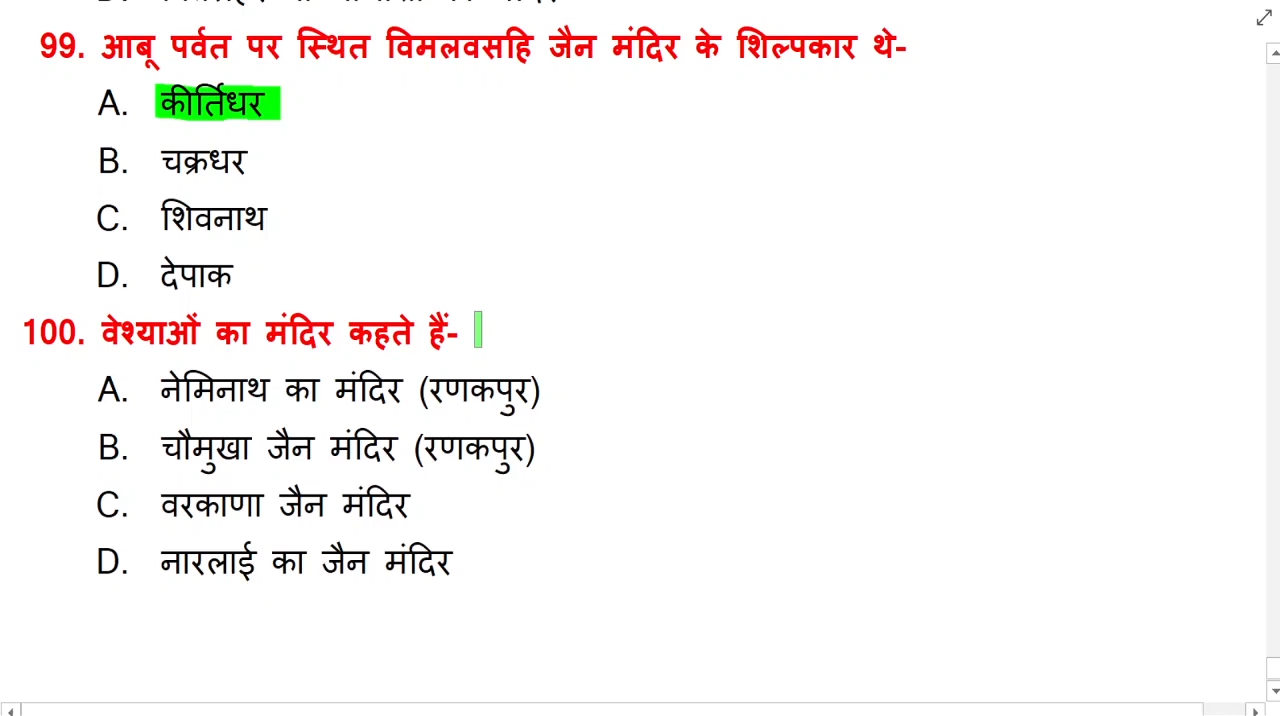 99. आबू पर्वत पर स्थित विमलवसहि जैन मंदिर के शिल्पकार थे-
A. कीर्तिधर
B. चक्रधर
C. शिवनाथ
D. देपाक
100. वेश्याओं का मंदिर कहते हैं-
A. नेमिनाथ का मंदिर (रणकपुर)
B. चौमुखा जैन मंदिर (रणकपुर)
C. वरकाणा जैन मंदिर
D. नारलाई का जैन मंदिर